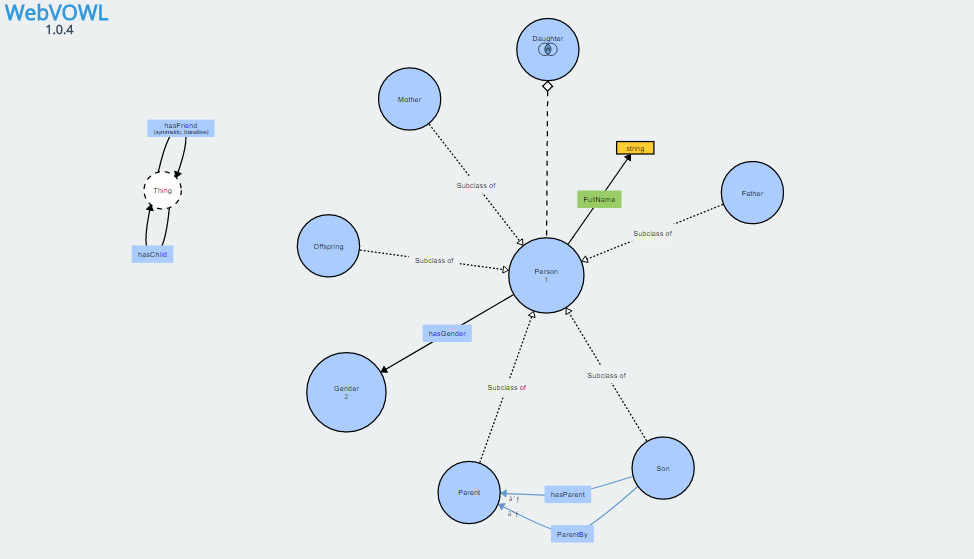 WebVOWL
1.0.4
Daughter
Mother
hasFriend
(symmetric, transitive)
string
Thing
Subclass of
Father
FullName
Subclass of
Offspring
hasChild
Subclass of
Person
1
hasGender
Subclass of
Subclass of
Gender
2
Son
Parent
hasParent
ParentBy